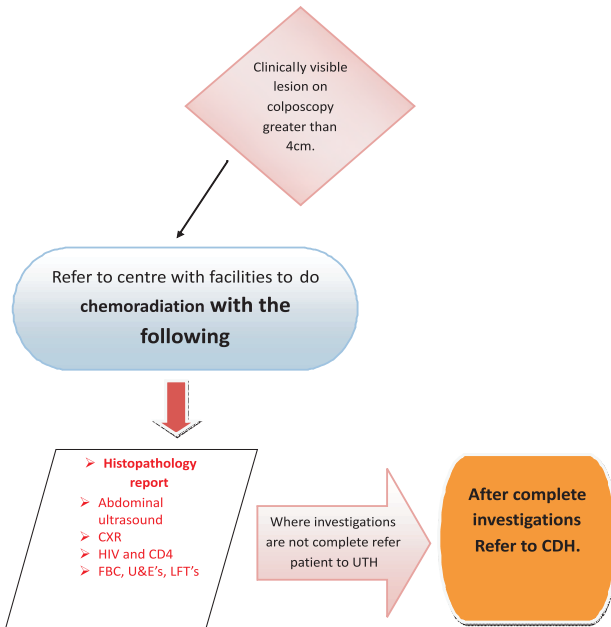 Clinically visible
lesion on
colposcopy
greater than
4cm.
Refer to centre with facilities to do
chemoradiation with the
following
➢ Histopathology
report
➢ Abdominal
ultrasound
➢ CXR
➢ HIV and CD4
➢ FBC, U&E’s, LFT’s
Where investigations
are not complete refer
patient to UTH
After complete
investigations
Refer to CDH.